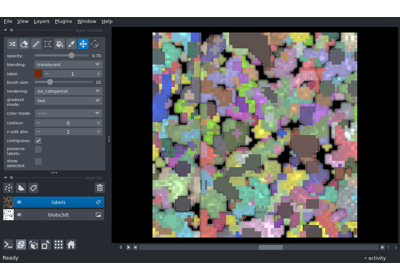 File View Layers Plugins Window Help
opacity: 0.70
blending: translucent
label: 1
brush size: 10
rendering: iso_categorical
gradient mode: fast
color mode:
contour: 0
n edit dim: 2
contiguous:
preserve labels:
show selected:
labels
blobs3dt
Ready
activity